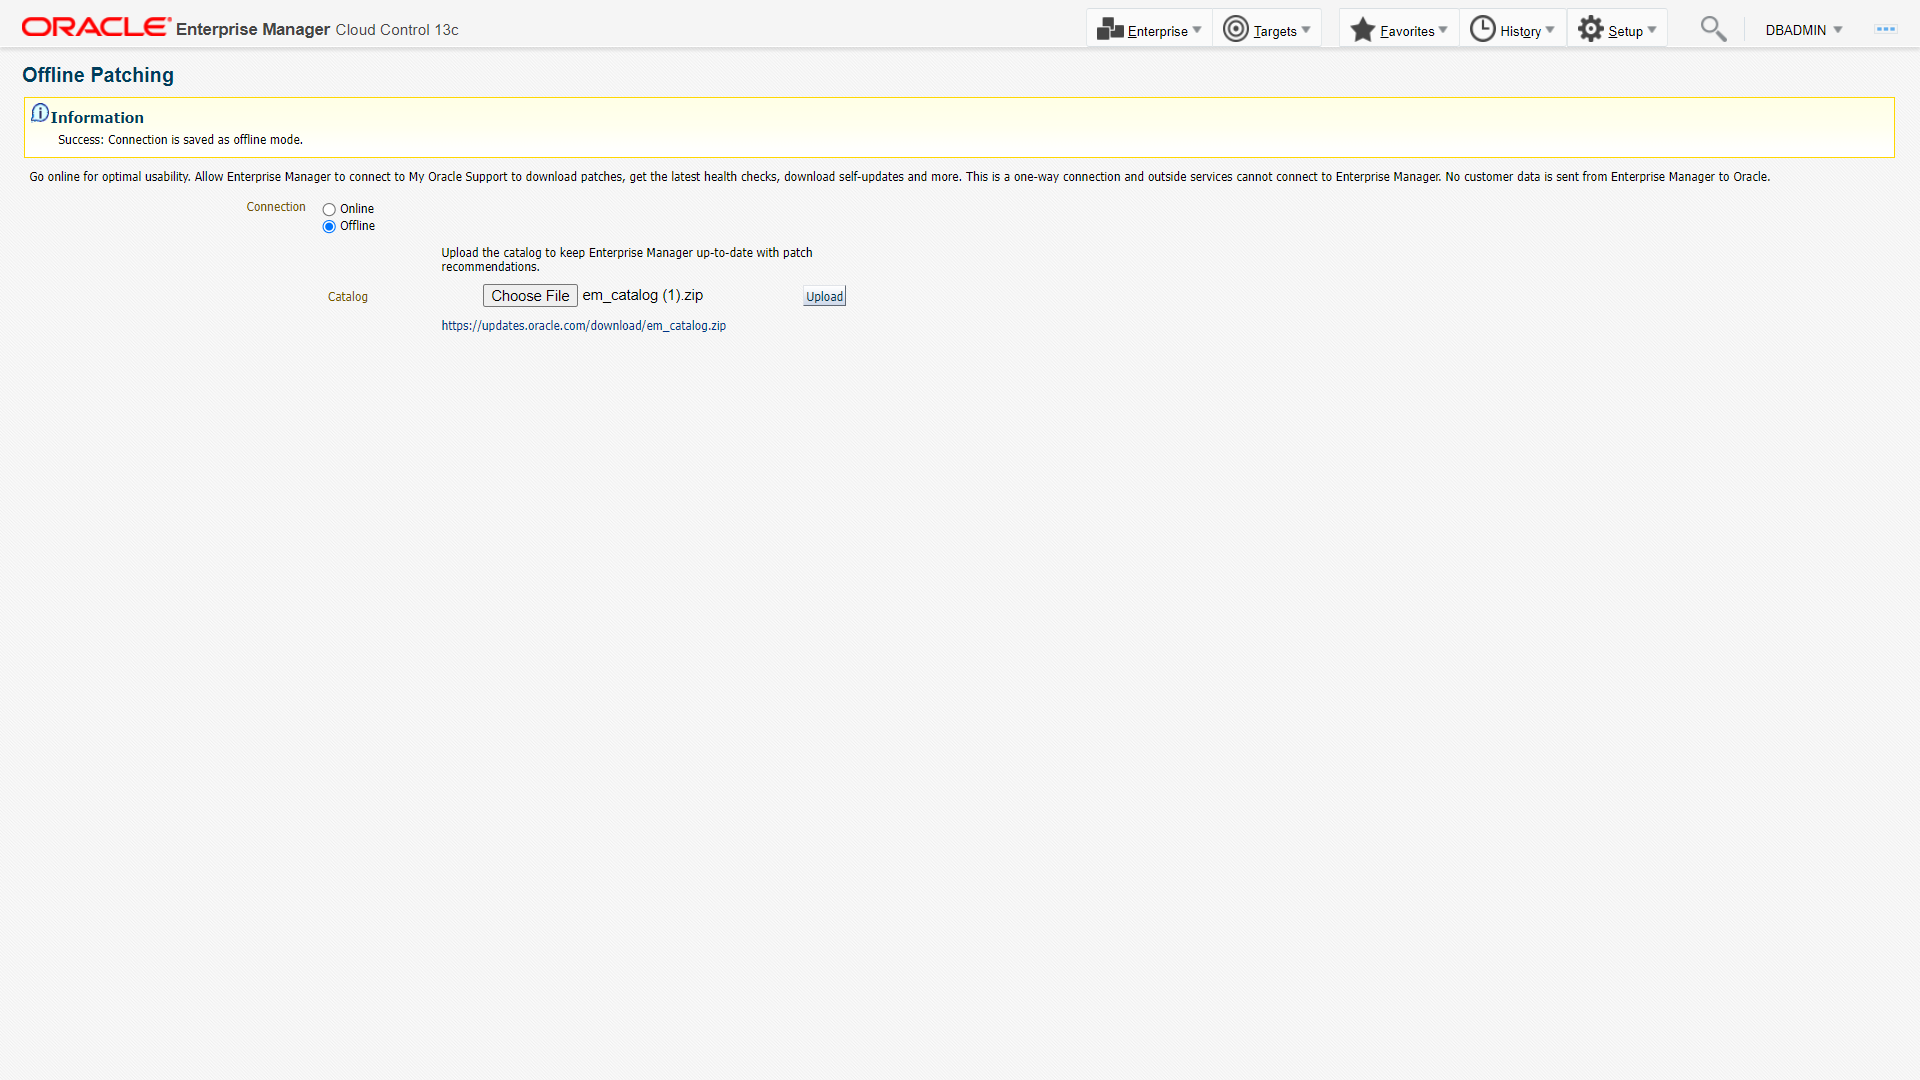 ORACLE Enterprise Manager Cloud Control 13c
Enterprise
Targets
Favorites
History
Setup
DBADMIN
Offline Patching
Information
Success: Connection is saved as offline mode.
Go online for optimal usability. Allow Enterprise Manager to connect to My Oracle Support to download patches, get the latest health checks, download self-updates and more. This is a one-way connection and outside services cannot connect to Enterprise Manager. No customer data is sent from Enterprise Manager to Oracle.
Connection
Online
Offline
Upload the catalog to keep Enterprise Manager up-to-date with patch
recommendations.
Catalog
Choose File em_catalog (1).zip
Upload
https://updates.oracle.com/download/em_catalog.zip